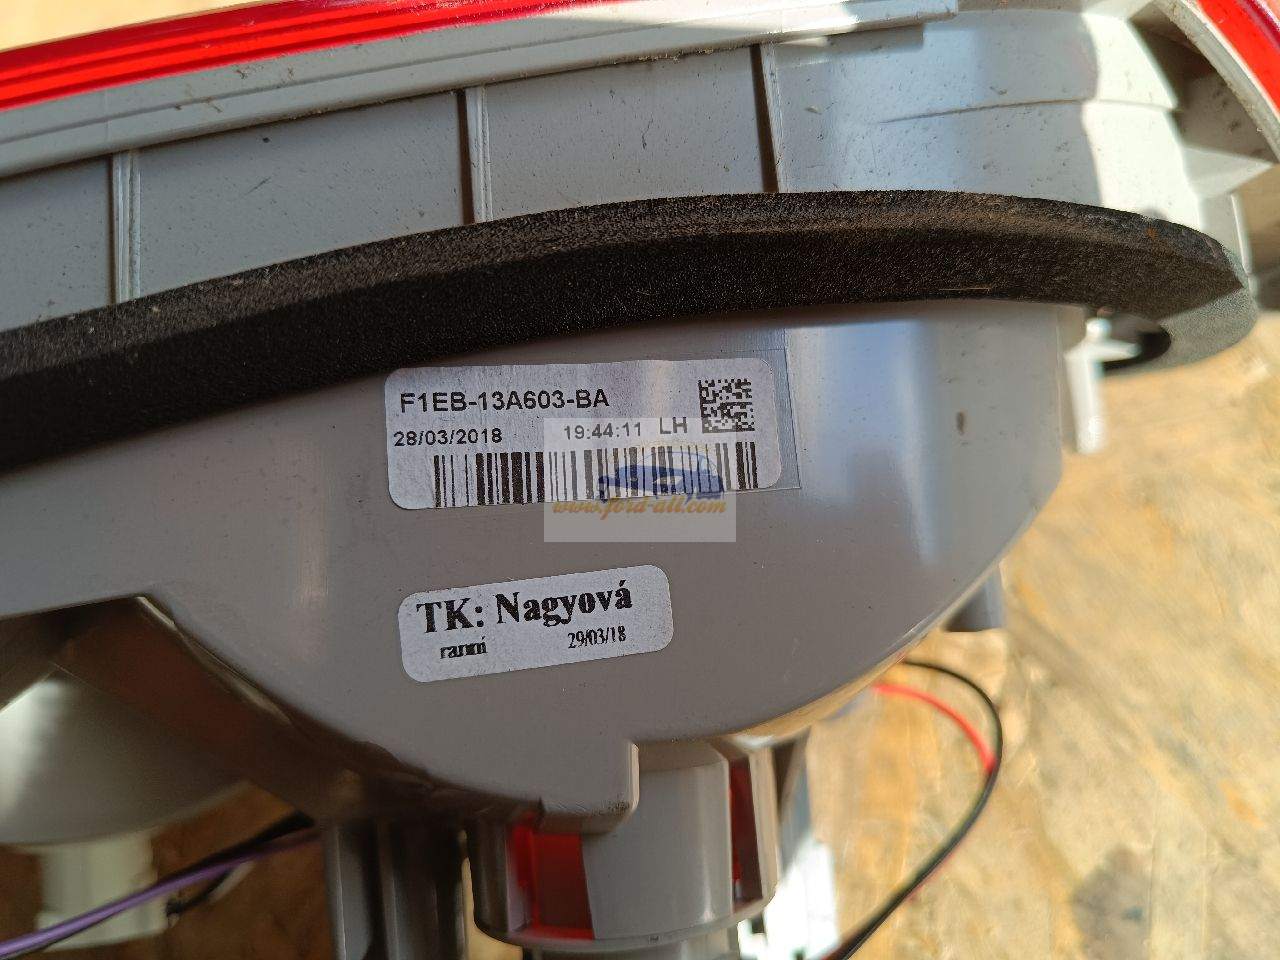 F1EB-13A603-BA
28/03/2018 19:44:11 LH
www.ford-all.com
TK: Nagyová
ranní 29/03/18